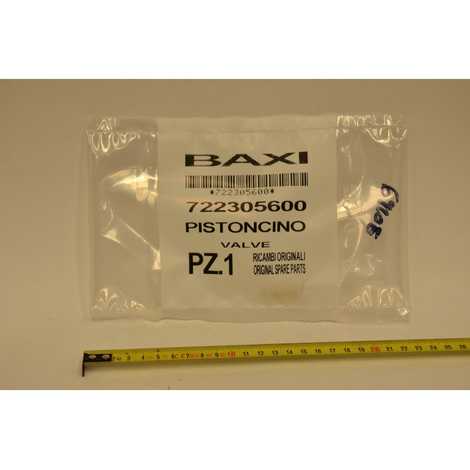 BAXI
*722305600*
722305600
PISTONCINO
VALVE
PZ.1
RICAMBI ORIGINALI
ORIGINAL SPARE PARTS